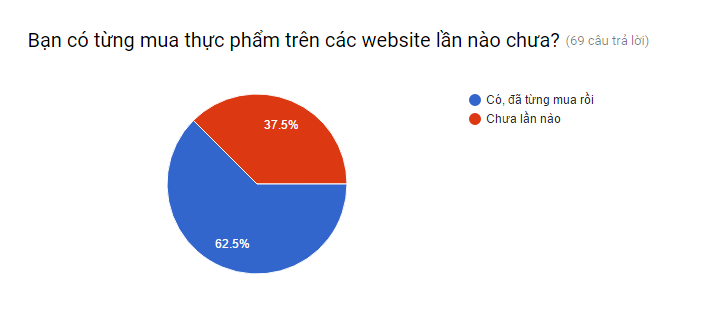 Bạn có từng mua thực phẩm trên các website lần nào chưa? (69 câu trả lời)
Có, đã từng mua rồi
Chưa lần nào
37.5%
62.5%